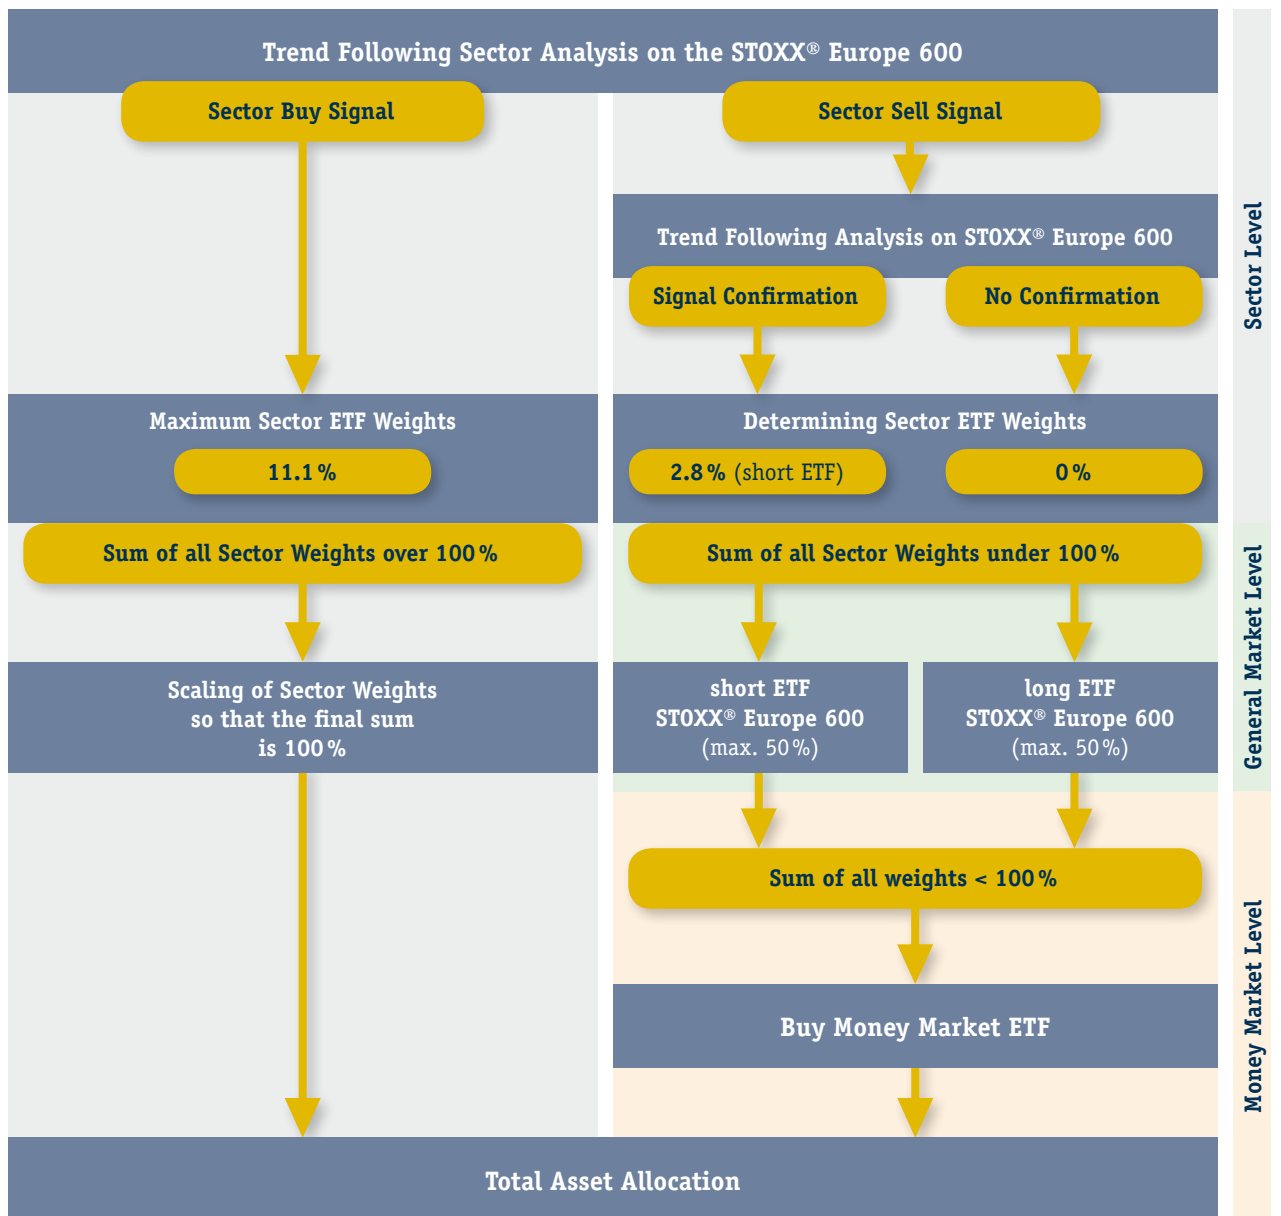 Trend Following Sector Analysis on the STOXX® Europe 600
Sector Buy Signal
Sector Sell Signal
Trend Following Analysis on STOXX® Europe 600
Signal Confirmation
No Confirmation
Maximum Sector ETF Weights
11.1 %
Determining Sector ETF Weights
2.8 % (short ETF)
0 %
Sum of all Sector Weights over 100 %
Sum of all Sector Weights under 100 %
Scaling of Sector Weights
so that the final sum
is 100 %
short ETF
STOXX® Europe 600
(max. 50 %)
long ETF
STOXX® Europe 600
(max. 50 %)
Sum of all weights < 100 %
Buy Money Market ETF
Total Asset Allocation
Sector Level
General Market Level
Money Market Level